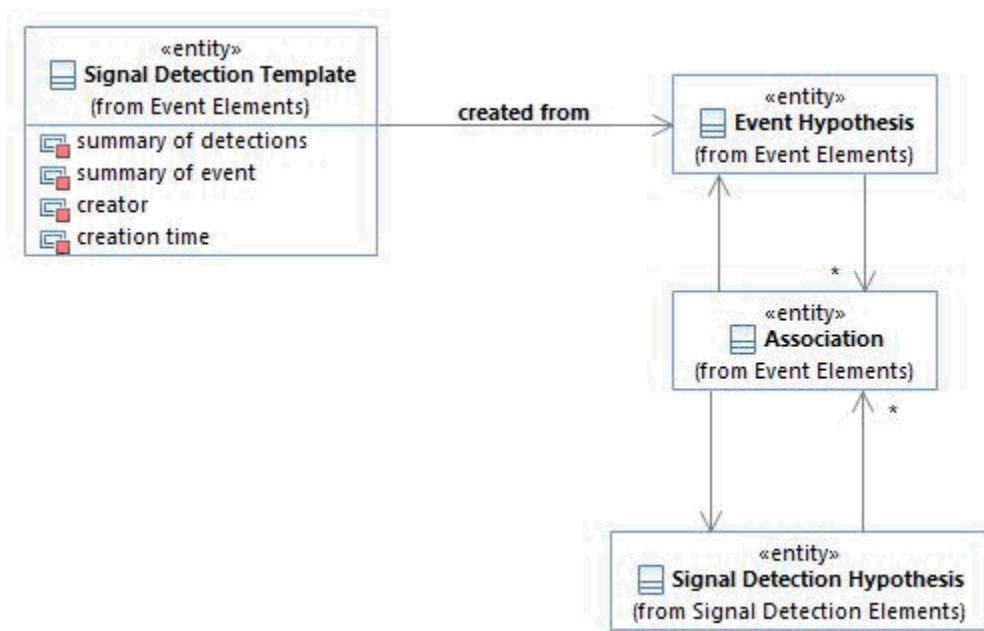 «entity»
Signal Detection Template
(from Event Elements)
summary of detections
summary of event
creator
creation time
created from
«entity»
Event Hypothesis
(from Event Elements)
*
«entity»
Association
(from Event Elements)
*
«entity»
Signal Detection Hypothesis
(from Signal Detection Elements)